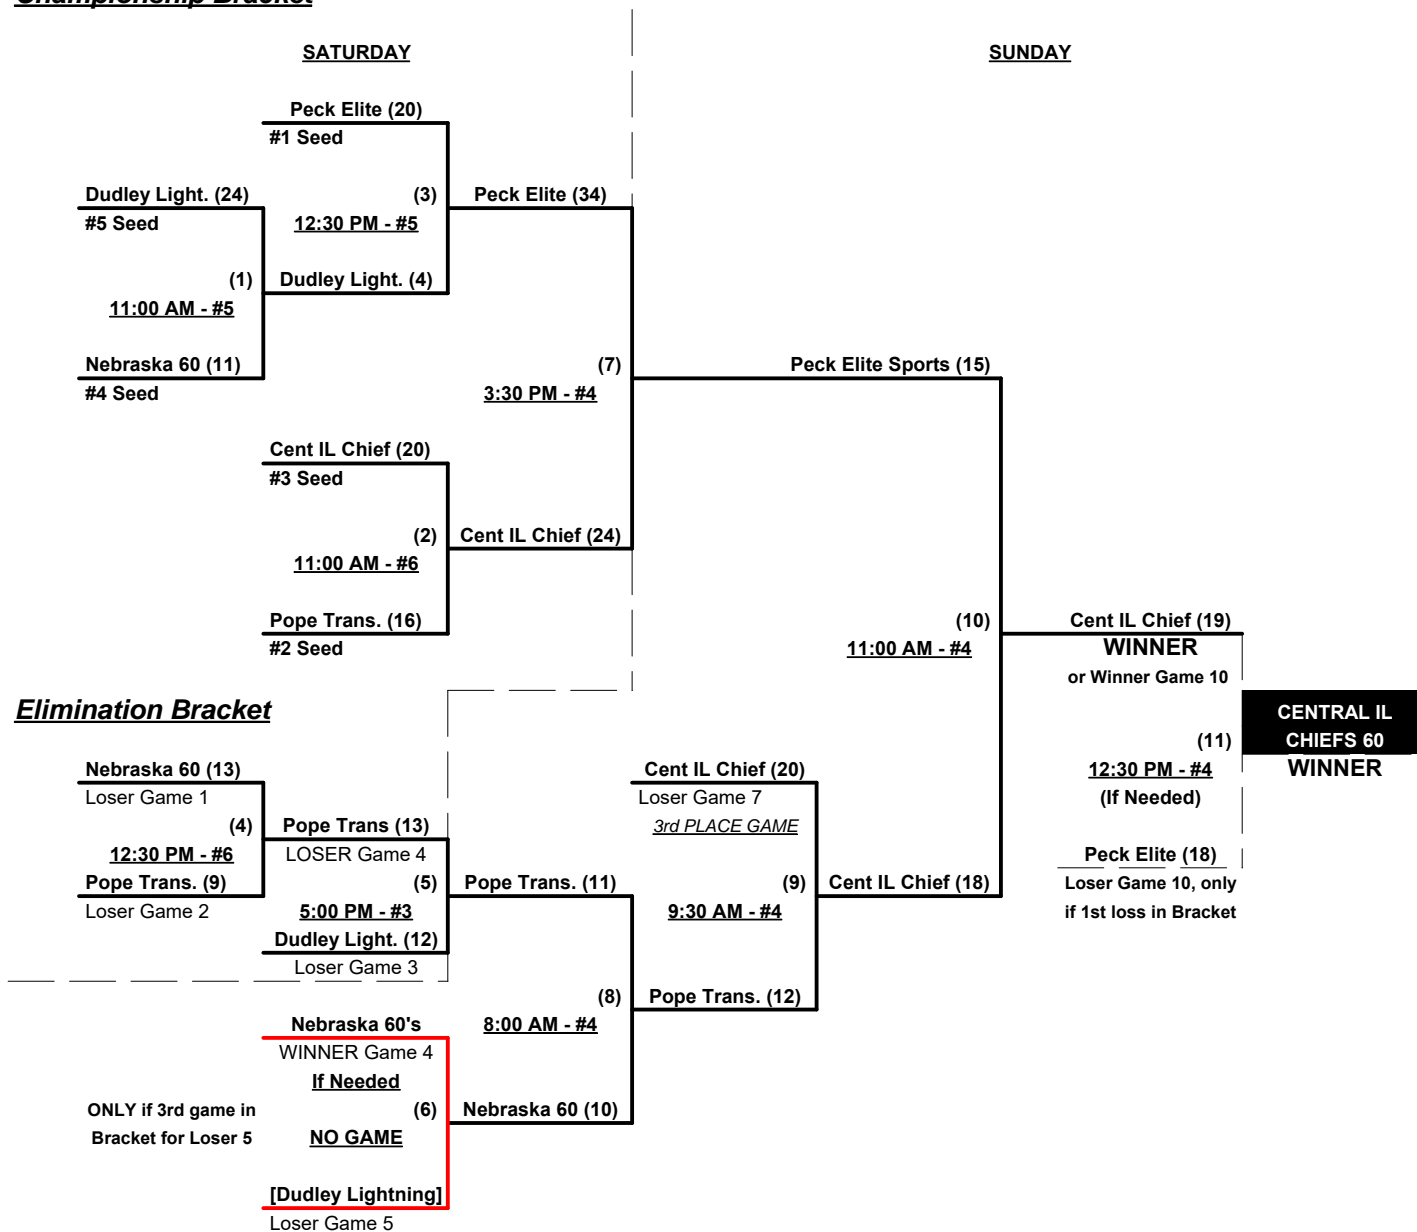 Championship Bracket
SATURDAY
SUNDAY
Peck Elite (20)
#1 Seed
Dudley Light. (24)
(3)
Peck Elite (34)
#5 Seed
12:30 PM - #5
(1)
Dudley Light. (4)
11:00 AM - #5
Nebraska 60 (11)
(7)
Peck Elite Sports (15)
#4 Seed
3:30 PM - #4
Cent IL Chief (20)
#3 Seed
(2)
Cent IL Chief (24)
11:00 AM - #6
Pope Trans. (16)
(10)
Cent IL Chief (19)
#2 Seed
11:00 AM - #4
WINNER
or Winner Game 10
Elimination Bracket
CENTRAL IL
CHIEFS 60
WINNER
(11)
12:30 PM - #4
(If Needed)
Nebraska 60 (13)
Cent IL Chief (20)
Loser Game 1
Loser Game 7
(4)
Pope Trans (13)
3rd PLACE GAME
12:30 PM - #6
LOSER Game 4
Peck Elite (18)
Pope Trans. (9)
(5)
Pope Trans. (11)
(9)
Cent IL Chief (18)
Loser Game 10, only
Loser Game 2
5:00 PM - #3
9:30 AM - #4
if 1st loss in Bracket
Dudley Light. (12)
Loser Game 3
(8)
Pope Trans. (12)
Nebraska 60's
8:00 AM - #4
WINNER Game 4
If Needed
ONLY if 3rd game in
(6)
Nebraska 60 (10)
Bracket for Loser 5
NO GAME
[Dudley Lightning]
Loser Game 5